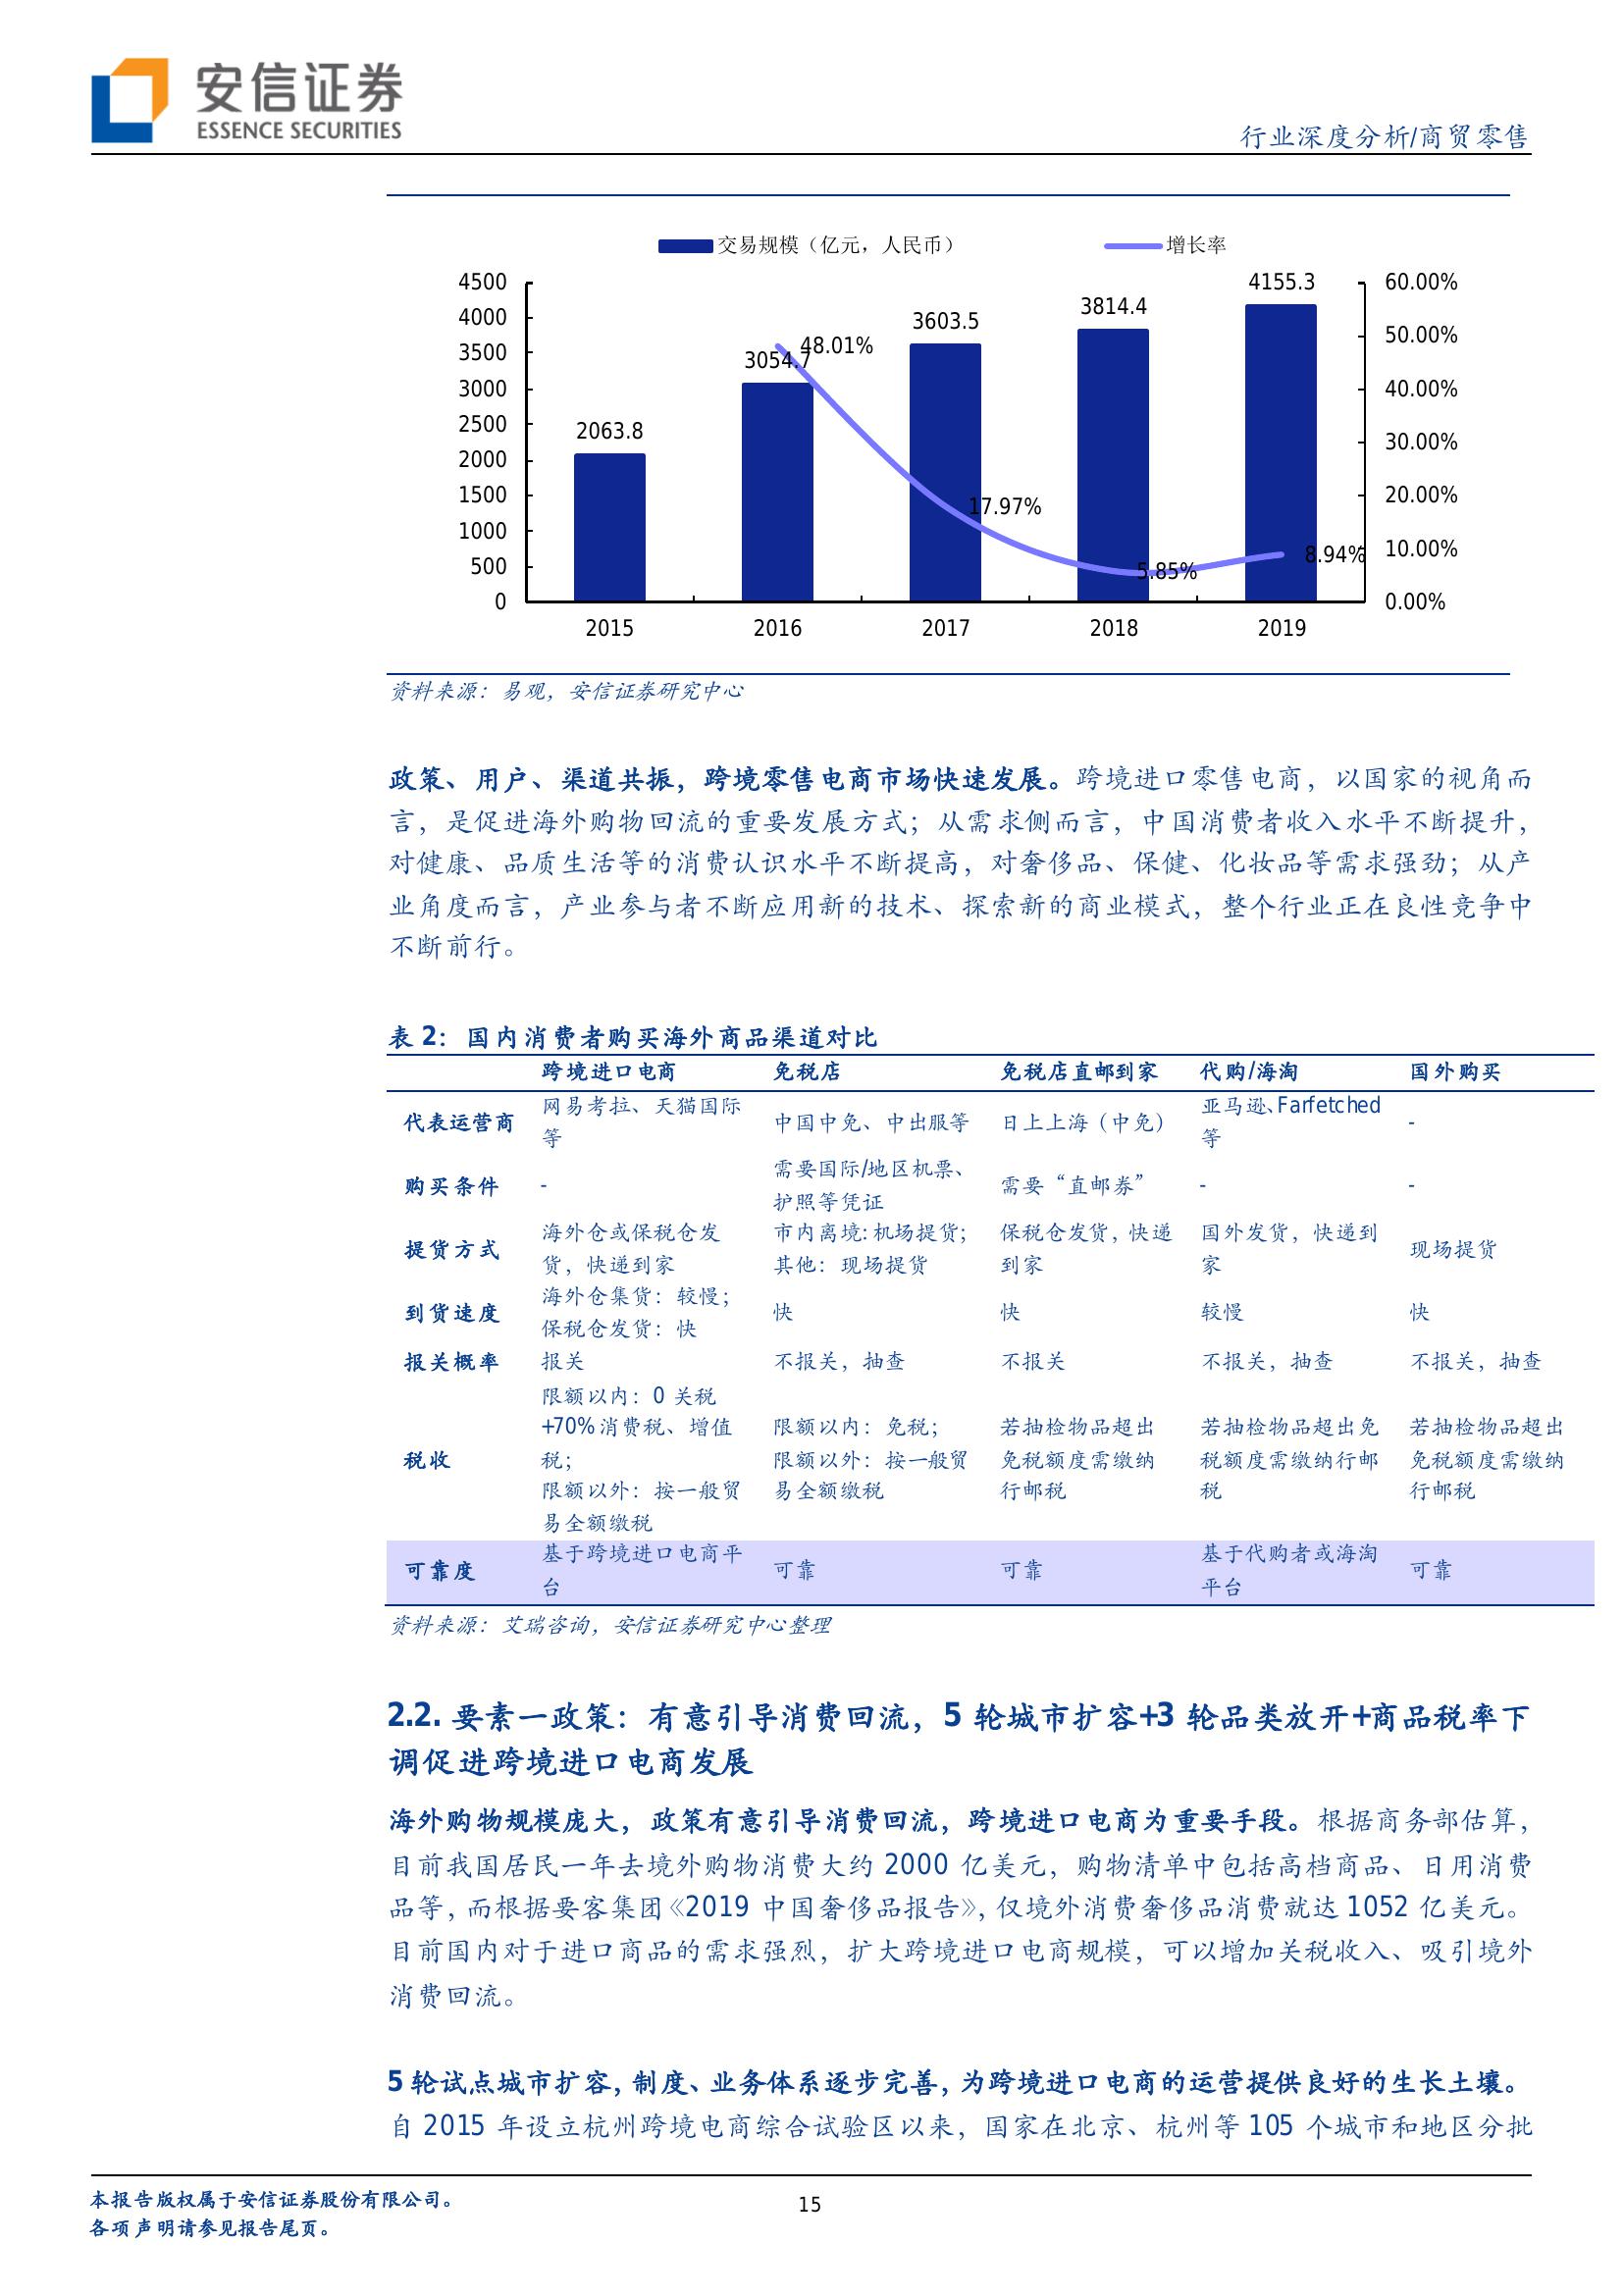 安信证券
ESSENCE SECURITIES
行业深度分析/商贸零售
交易规模（亿元，人民币） 增长率
4500 4155.3 60.00%
4000 3814.4 50.00%
3500 3054.7 48.01% 3603.5
3000 40.00%
2500 2063.8 30.00%
2000
1500 17.97% 20.00%
1000 10.00%
500 5.85% 8.94%
0 0.00%
2015 2016 2017 2018 2019
资料来源：易观，安信证券研究中心
政策、用户、渠道共振，跨境零售电商市场快速发展。跨境进口零售电商，以国家的视角而
言，是促进海外购物回流的重要发展方式；从需求侧而言，中国消费者收入水平不断提升，
对健康、品质生活等的消费认识水平不断提高，对奢侈品、保健、化妆品等需求强劲；从产
业角度而言，产业参与者不断应用新的技术、探索新的商业模式，整个行业正在良性竞争中
不断前行。
表 2：国内消费者购买海外商品渠道对比
跨境进口电商 免税店 免税店直邮到家 代购/海淘 国外购买
代表运营商 网易考拉、天猫国际等 中国中免、中出服等 日上上海（中免） 亚马逊、Farfetched等 -
购买条件 - 需要国际/地区机票、护照等凭证 需要“直邮券” - -
提货方式 海外仓或保税仓发货，快递到家 市内离境：机场提货；其他：现场提货 保税仓发货，快递到家 国外发货，快递到家 现场提货
到货速度 海外仓集货：较慢；保税仓发货：快 快 快 较慢 快
报关概率 报关 不报关，抽查 不报关 不报关，抽查 不报关，抽查
税收 限额以内：0 关税+70%消费税、增值税；限额以外：按一般贸易全额缴税 限额以内：免税；限额以外：按一般贸易全额缴税 若抽检物品超出免税额度需缴纳行邮税 若抽检物品超出免税额度需缴纳行邮税 若抽检物品超出免税额度需缴纳行邮税
可靠度 基于跨境进口电商平台 可靠 可靠 基于代购者或海淘平台 可靠
资料来源：艾瑞咨询，安信证券研究中心整理
2.2. 要素一政策：有意引导消费回流，5 轮城市扩容+3 轮品类放开+商品税率下
调促进跨境进口电商发展
海外购物规模庞大，政策有意引导消费回流，跨境进口电商为重要手段。根据商务部估算，
目前我国居民一年去境外购物消费大约 2000 亿美元，购物清单中包括高档商品、日用消费
品等，而根据要客集团《2019 中国奢侈品报告》，仅境外消费奢侈品消费就达 1052 亿美元。
目前国内对于进口商品的需求强烈，扩大跨境进口电商规模，可以增加关税收入、吸引境外
消费回流。
5 轮试点城市扩容，制度、业务体系逐步完善，为跨境进口电商的运营提供良好的生长土壤。
自 2015 年设立杭州跨境电商综合试验区以来，国家在北京、杭州等 105 个城市和地区分批
本报告版权属于安信证券股份有限公司。
各项声明请参见报告尾页。
15